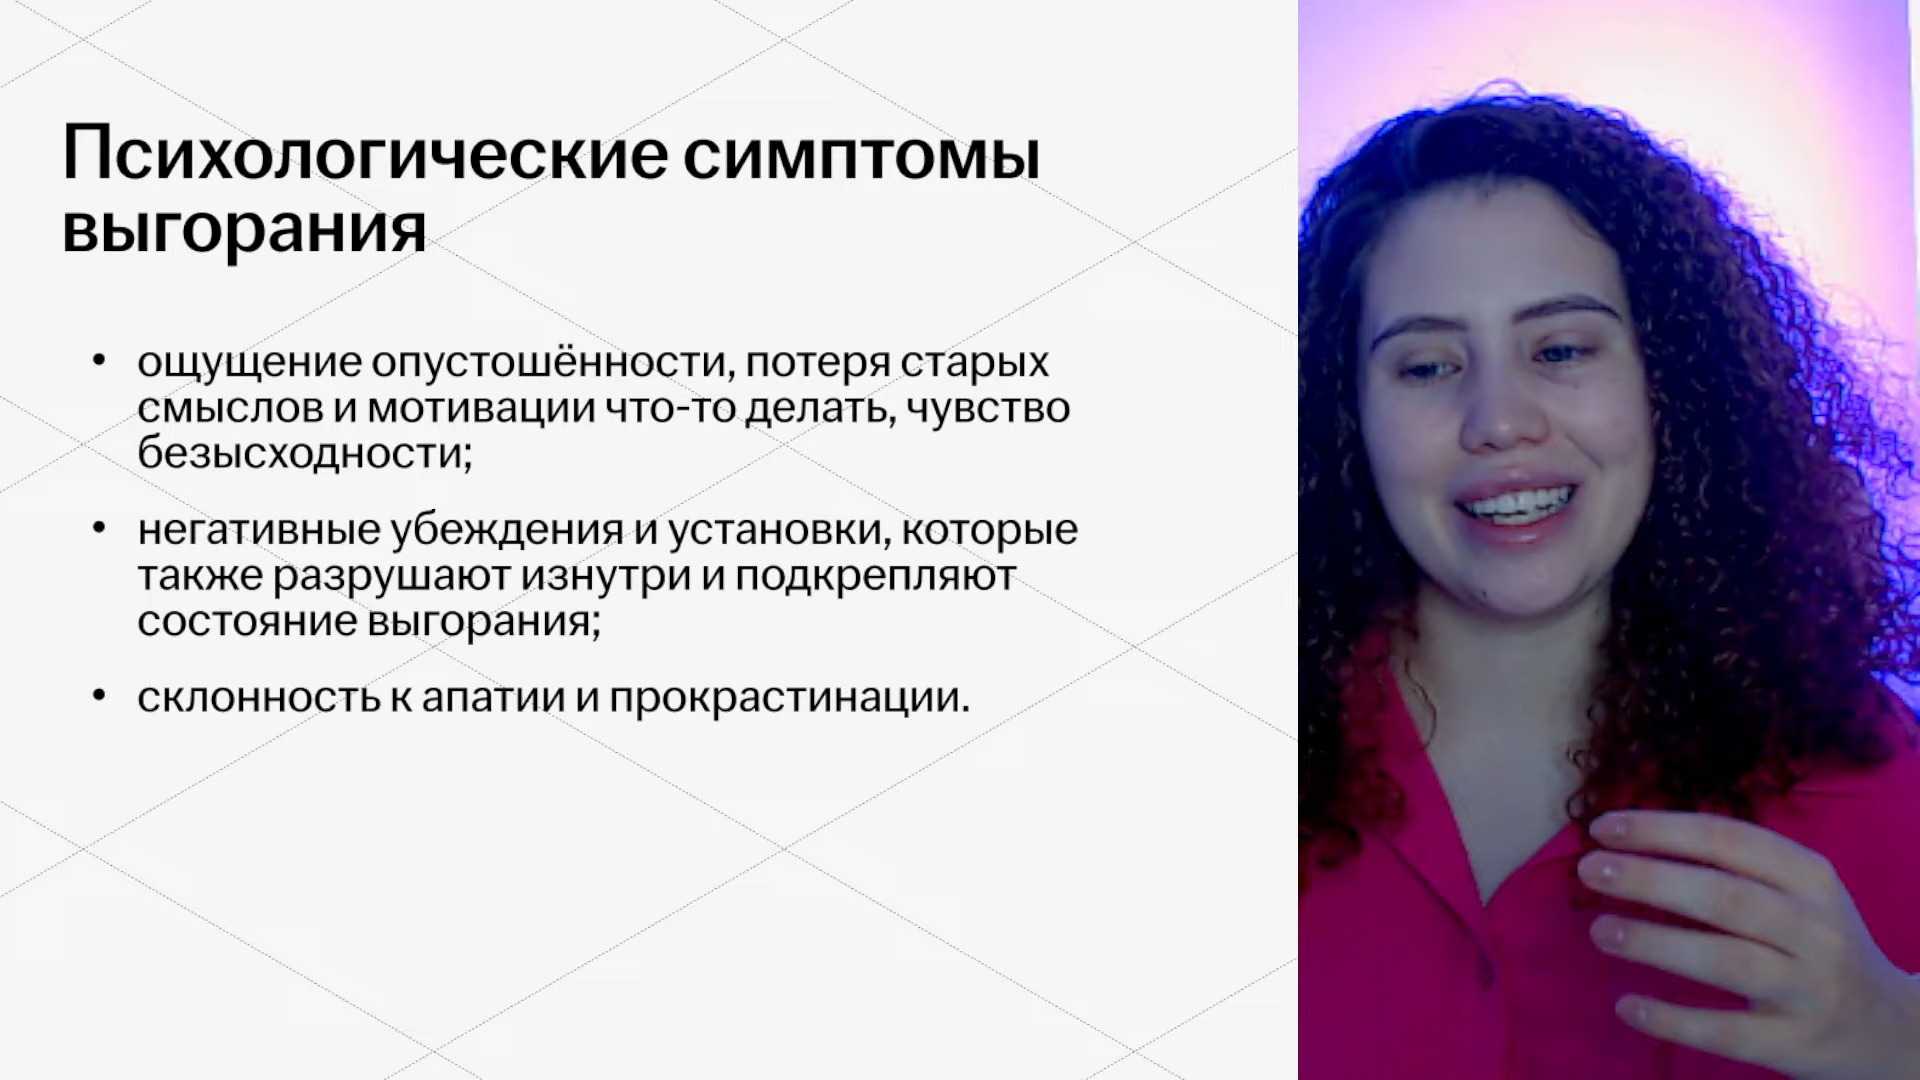 Психологические симптомы
выгорания
• ощущение опустошённости, потеря старых
смыслов и мотивации что-то делать, чувство
безысходности;
• негативные убеждения и установки, которые
также разрушают изнутри и подкрепляют
состояние выгорания;
• склонность к апатии и прокрастинации.